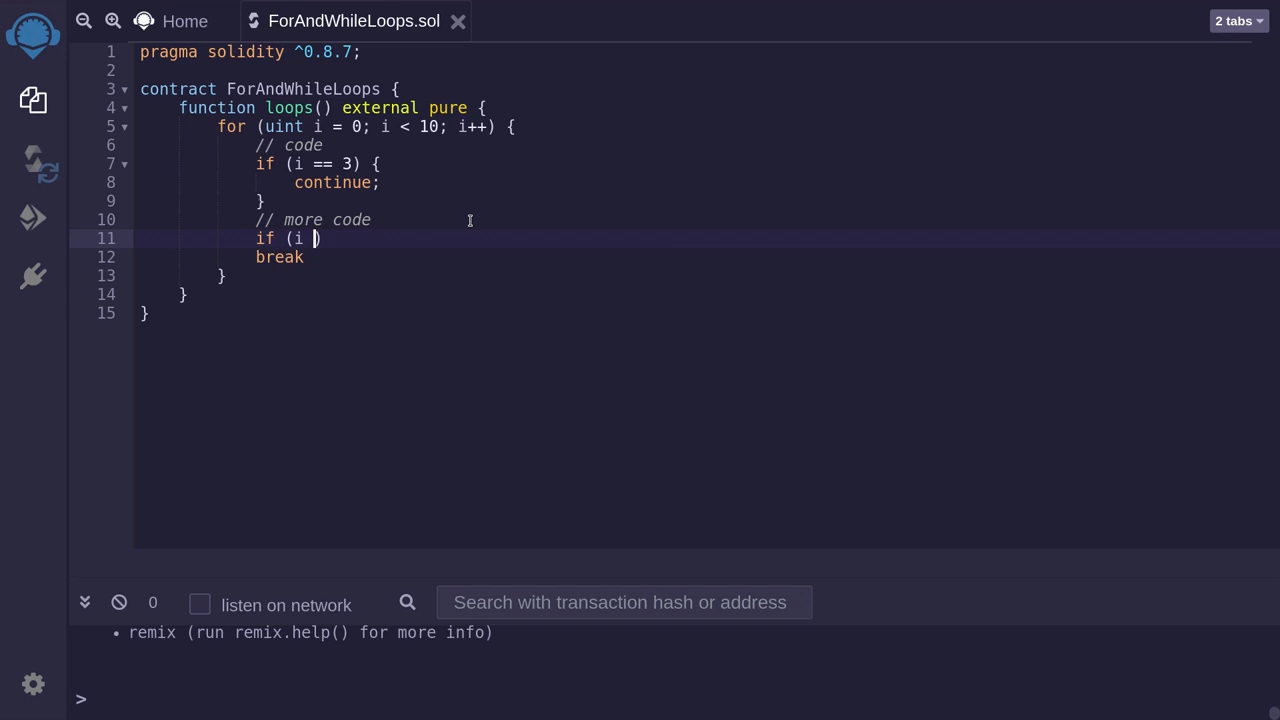 Home
ForAndWhileLoops.sol
2 tabs
1 pragma solidity ^0.8.7;
2
3 contract ForAndWhileLoops {
4 function loops() external pure {
5 for (uint i = 0; i < 10; i++) {
6 // code
7 if (i == 3) {
8 continue;
9 }
10 // more code
11 if (i )
12 break
13 }
14 }
15 }
0
listen on network
Search with transaction hash or address
• remix (run remix.help() for more info)
>